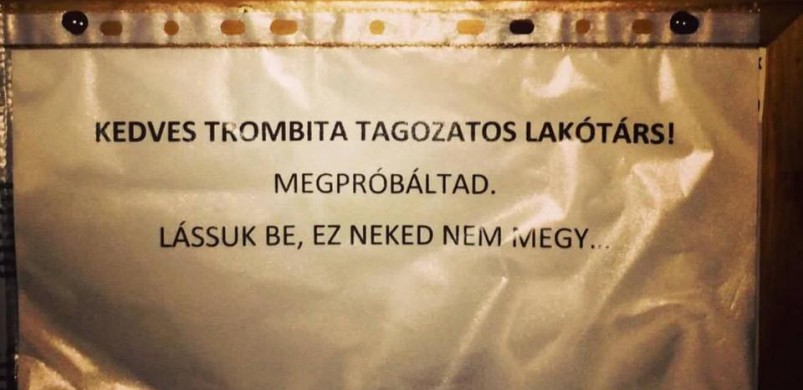 KEDVES TROMBITA TAGOZATOS LAKÓTÁRS!
MEGPRÓBÁLTAD.
LÁSSUK BE, EZ NEKED NEM MEGY...